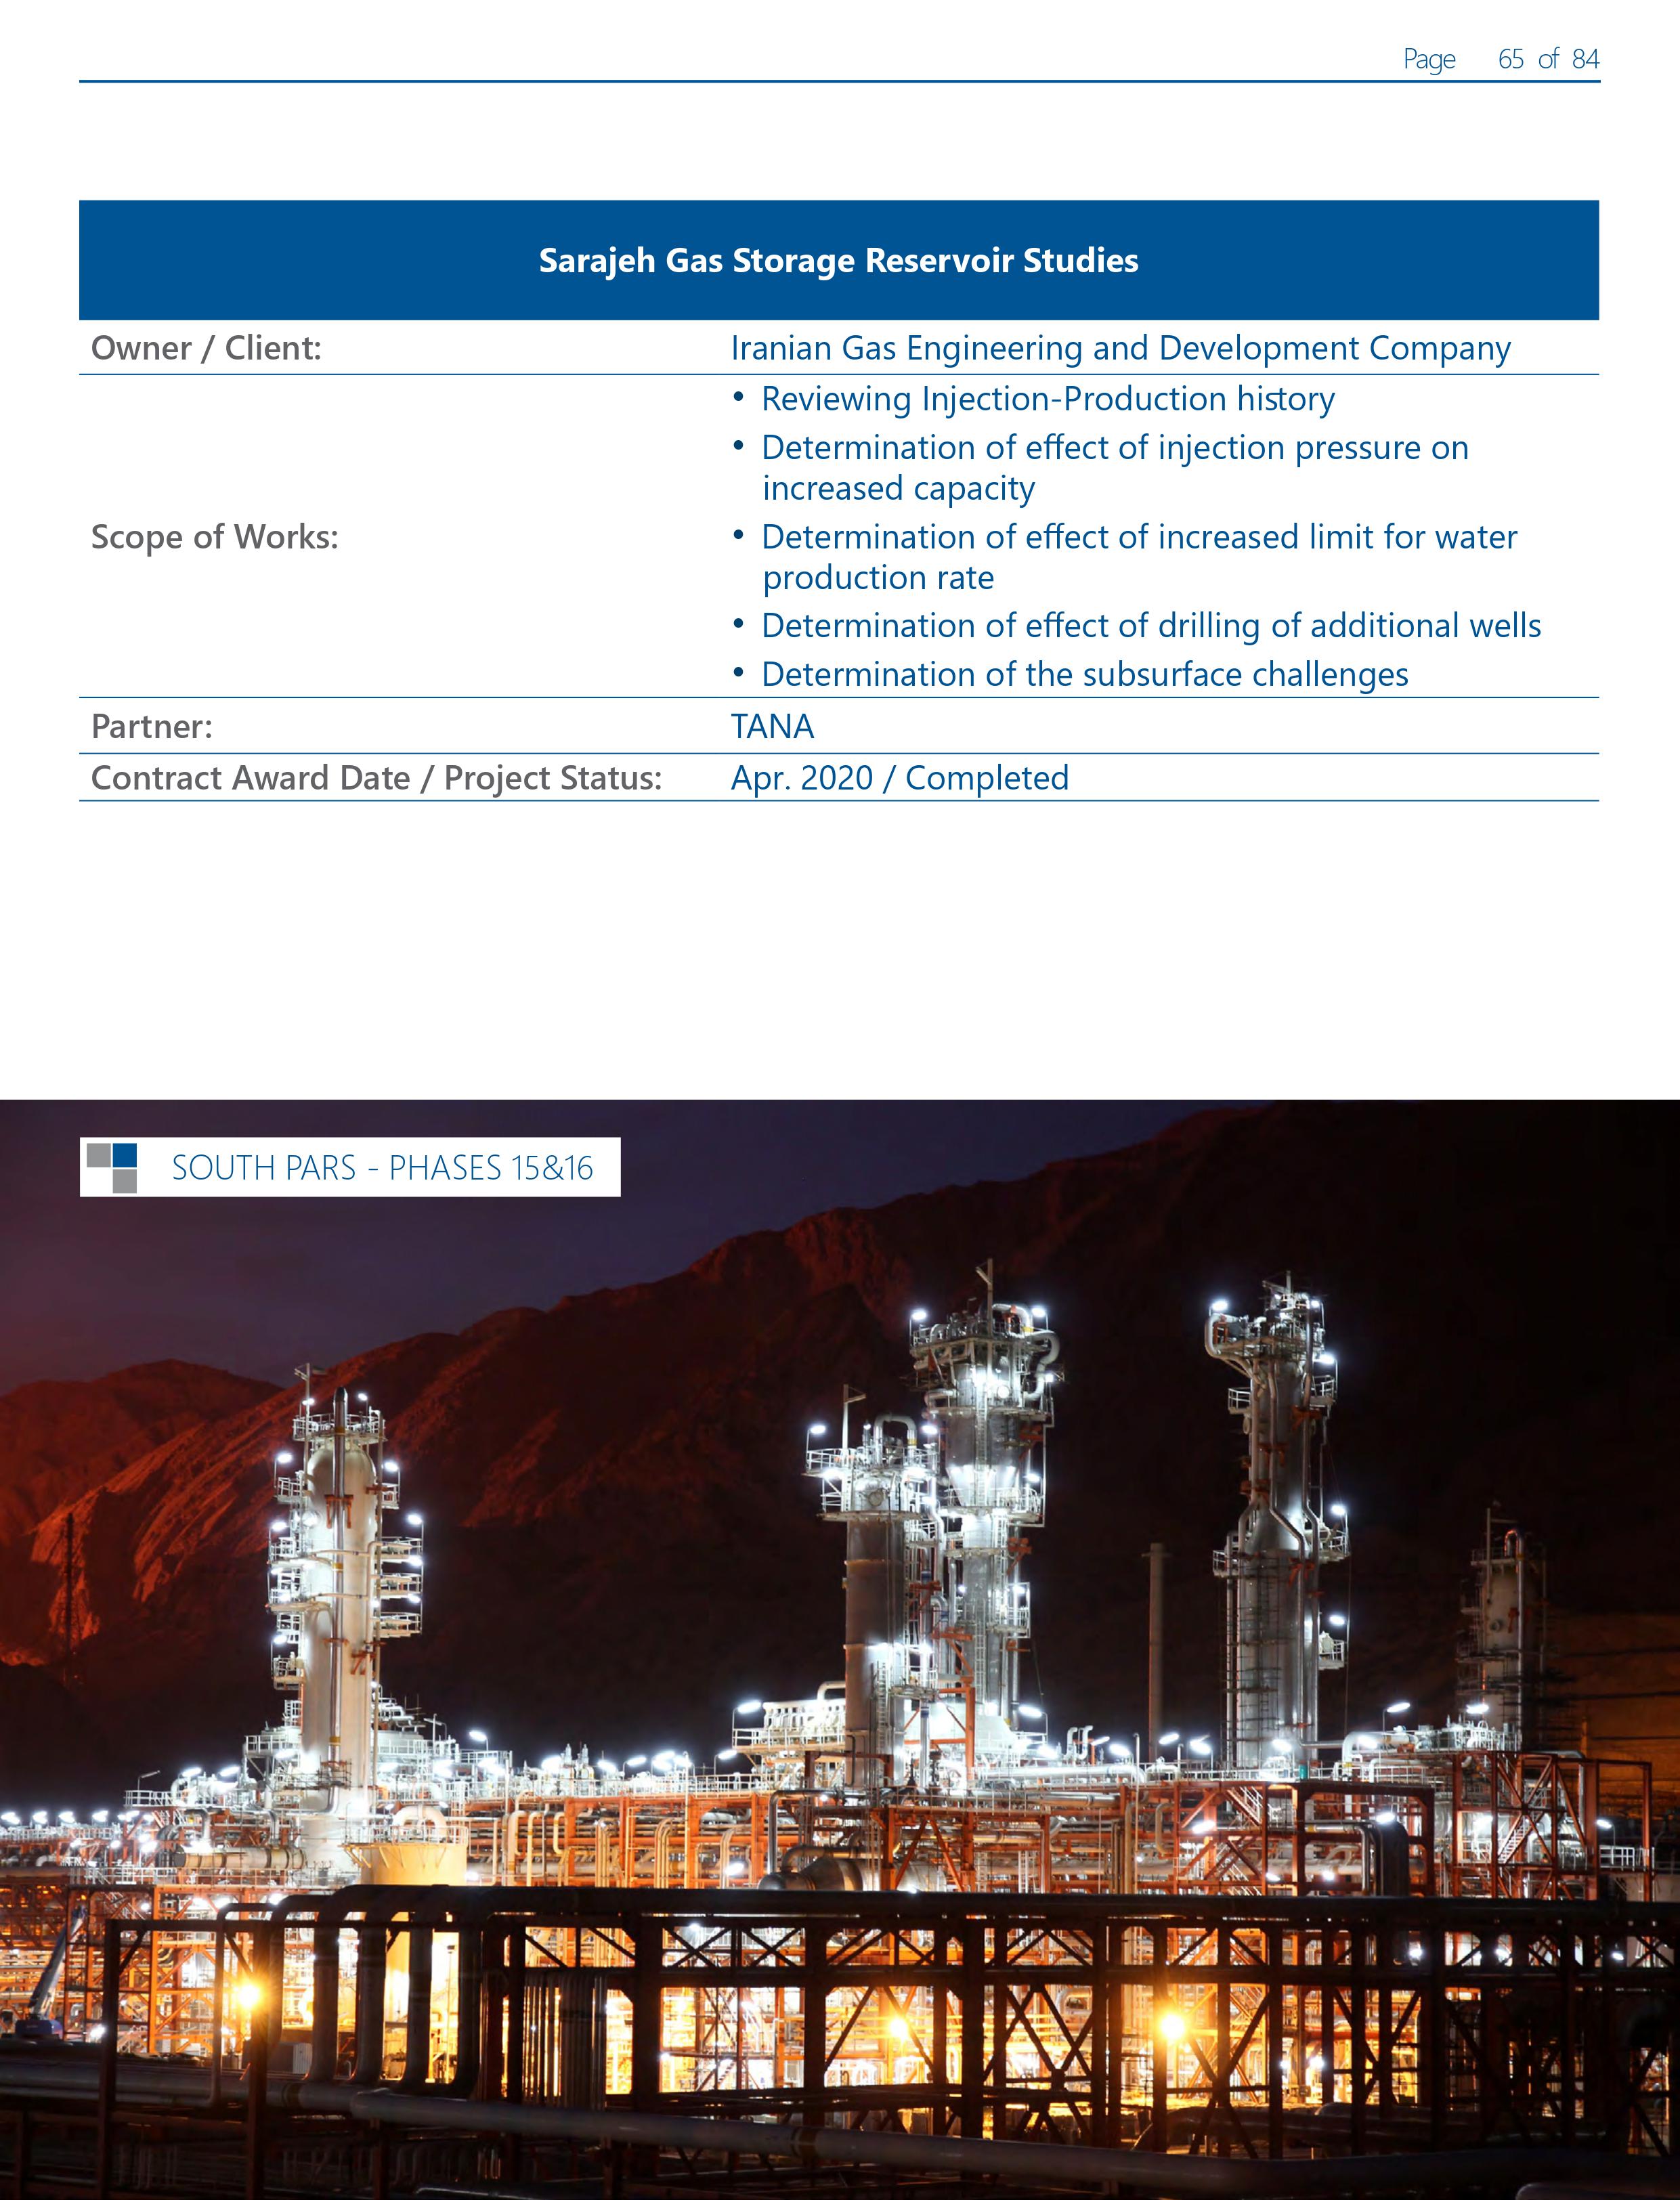 Page 65 of 84
Sarajeh Gas Storage Reservoir Studies
Owner / Client:
Iranian Gas Engineering and Development Company
Scope of Works:
• Reviewing Injection-Production history
• Determination of effect of injection pressure on
increased capacity
• Determination of effect of increased limit for water
production rate
• Determination of effect of drilling of additional wells
• Determination of the subsurface challenges
Partner:
TANA
Contract Award Date / Project Status:
Apr. 2020 / Completed
SOUTH PARS - PHASES 15&16